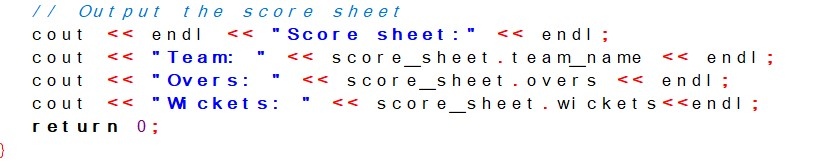 // Output the score sheet
cout << endl << "Score sheet:" << endl;
cout << "Team: " << score_sheet.team_name << endl;
cout << "Overs: " << score_sheet.overs << endl;
cout << "Wickets: " << score_sheet.wickets<<endl;
return 0;
}